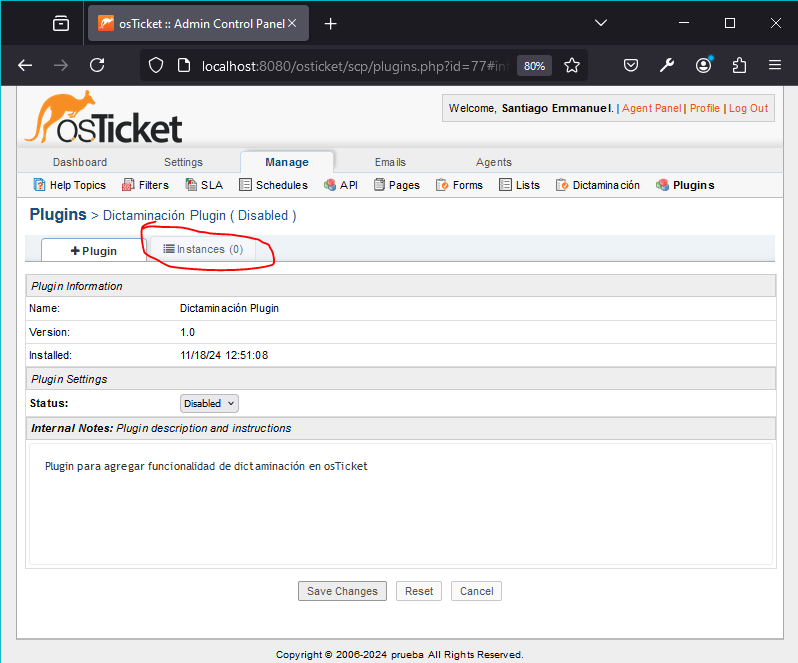 osTicket :: Admin Control Panel
localhost:8080/osticket/scp/plugins.php?id=77#in
80%
osTicket
Welcome, Santiago Emmanuel. | Agent Panel | Profile | Log Out
Dashboard Settings Manage Emails Agents
Help Topics Filters SLA Schedules API Pages Forms Lists Dictaminación Plugins
Plugins > Dictaminación Plugin ( Disabled )
Plugin Instances (0)
Plugin Information
Name: Dictaminación Plugin
Version: 1.0
Installed: 11/18/24 12:51:08
Plugin Settings
Status: Disabled
Internal Notes: Plugin description and instructions
Plugin para agregar funcionalidad de dictaminación en osTicket
Save Changes Reset Cancel
Copyright © 2006-2024 prueba All Rights Reserved.